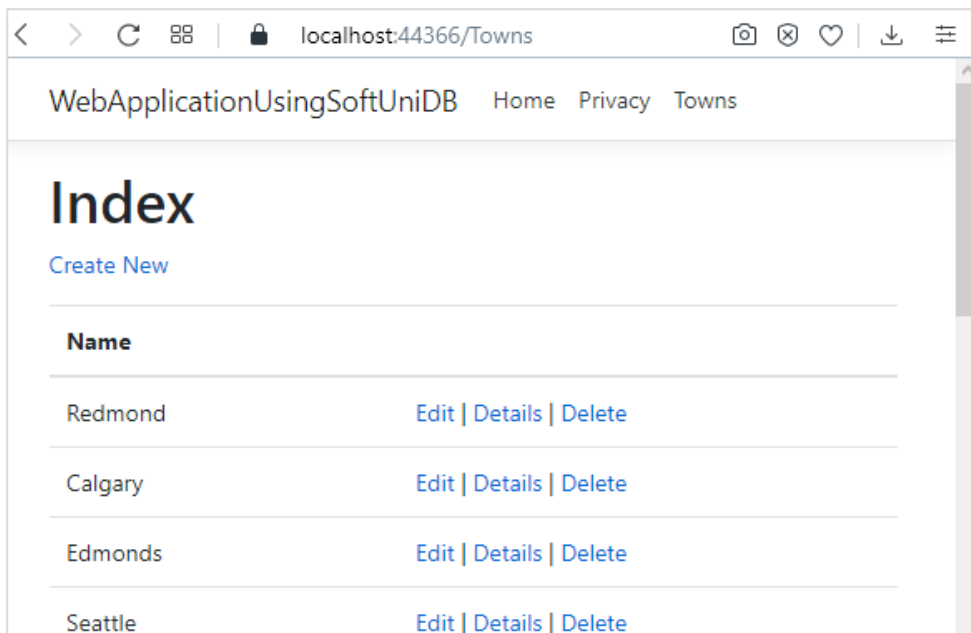 localhost:44366/Towns
WebApplicationUsingSoftUniDB Home Privacy Towns
Index
Create New
Name
Redmond Edit | Details | Delete
Calgary Edit | Details | Delete
Edmonds Edit | Details | Delete
Seattle Edit | Details | Delete